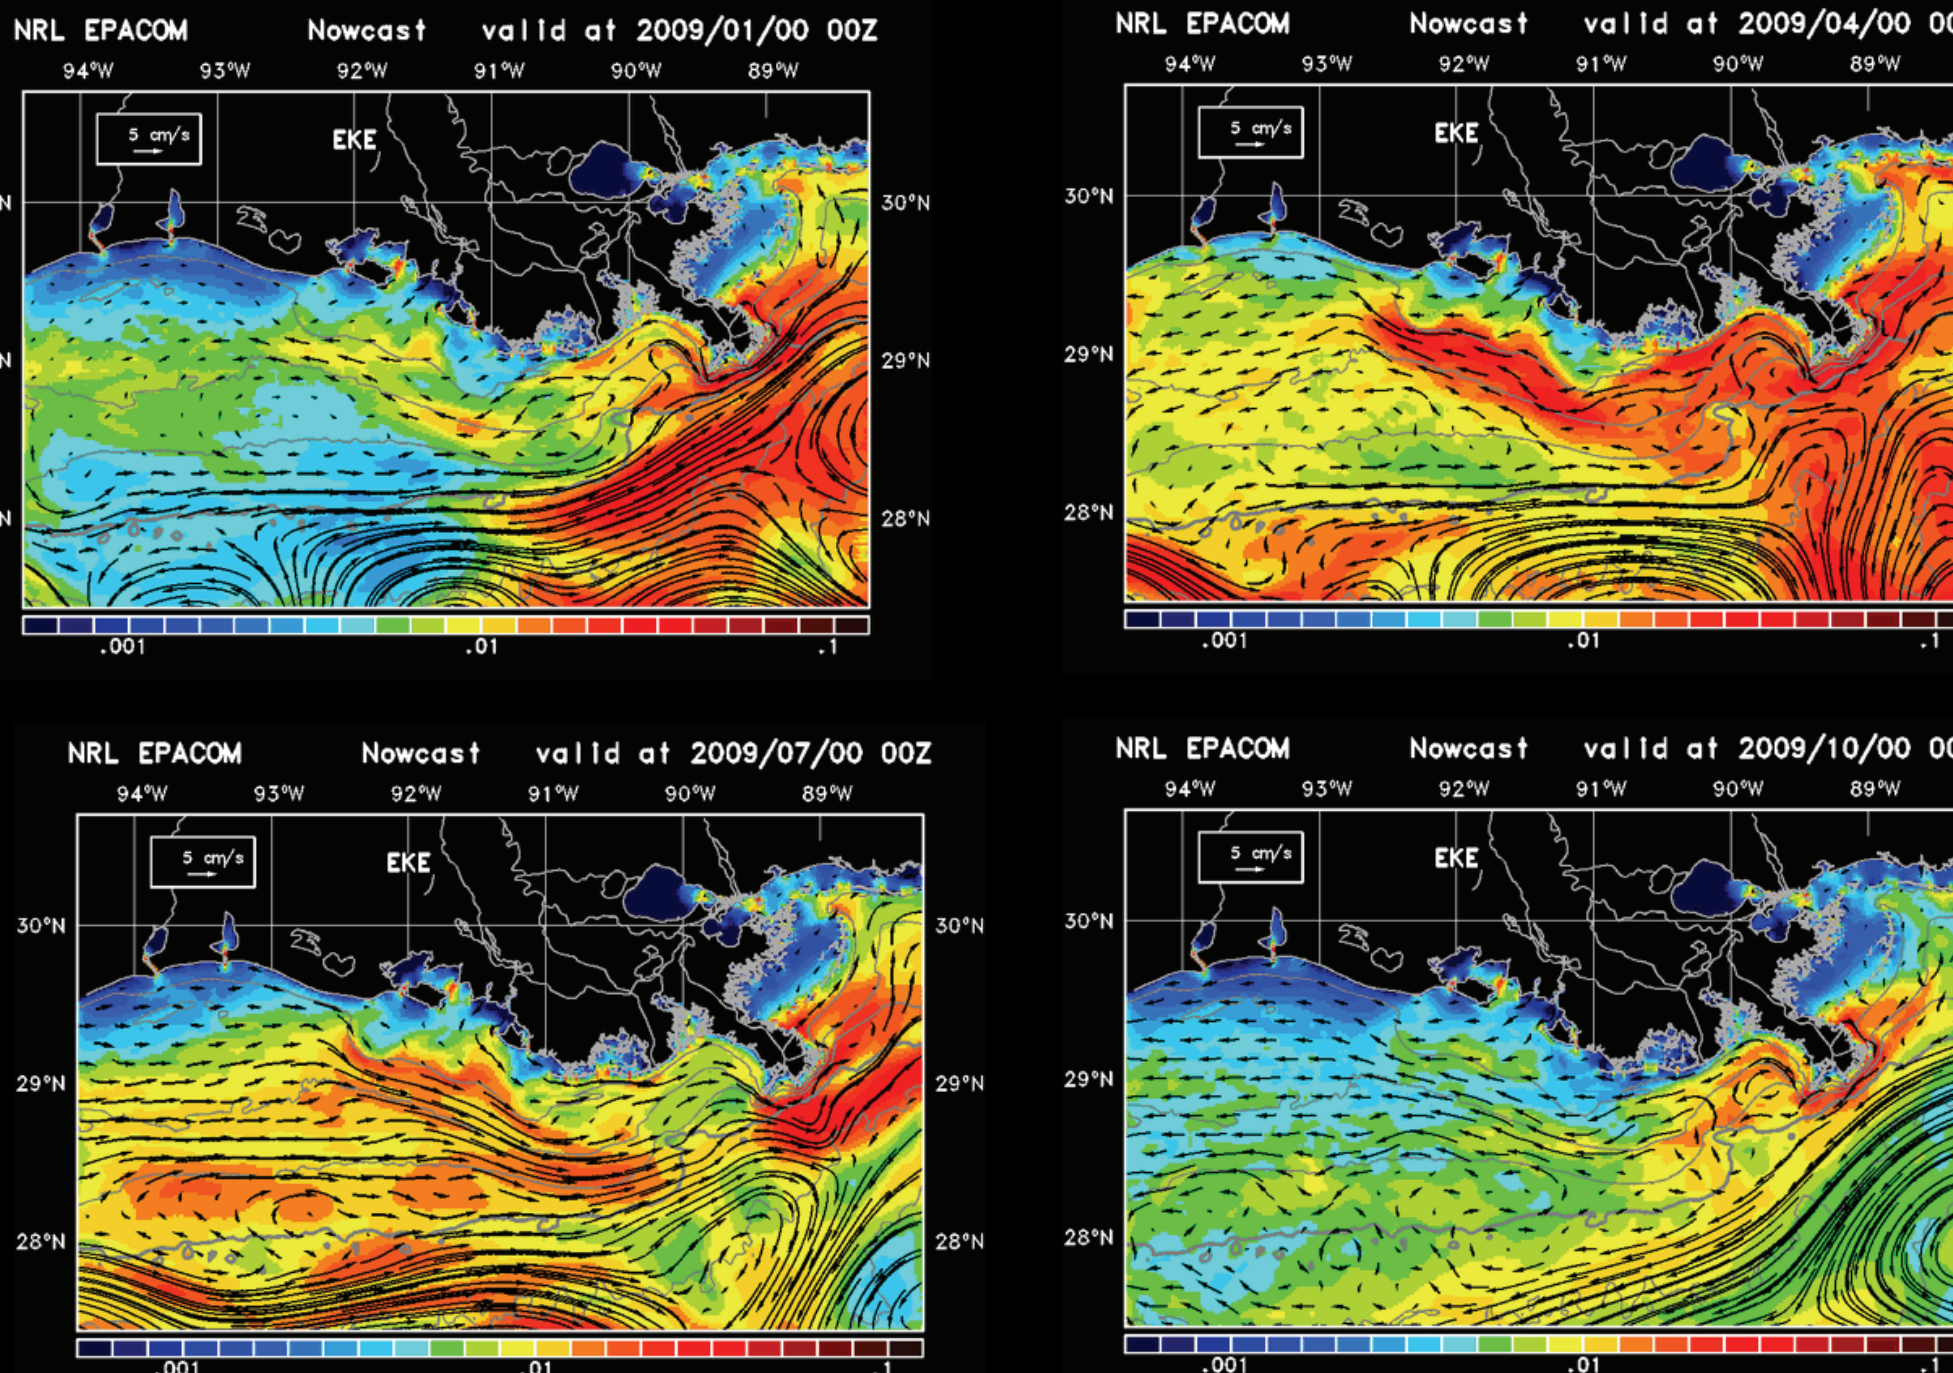 NRL EPACOM Nowcast valid at 2009/01/00 00Z
94°W 93°W 92°W 91°W 90°W 89°W
5 cm/s
EKE
N 30°N
N 29°N
N 28°N
.001 .01 .1
NRL EPACOM Nowcast valid at 2009/04/00 00
94°W 93°W 92°W 91°W 90°W 89°W
5 cm/s
EKE
30°N
29°N
28°N
.001 .01 .1
NRL EPACOM Nowcast valid at 2009/07/00 00Z
94°W 93°W 92°W 91°W 90°W 89°W
5 cm/s
EKE
30°N 30°N
29°N 29°N
28°N 28°N
.001 .01 .1
NRL EPACOM Nowcast valid at 2009/10/00 00
94°W 93°W 92°W 91°W 90°W 89°W
5 cm/s
EKE
30°N
29°N
28°N
.001 .01 .1